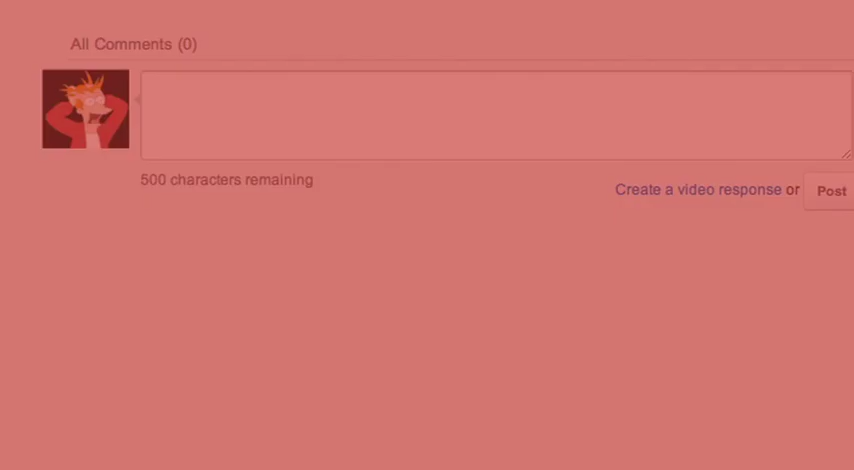 All Comments (0)
500 characters remaining
Create a video response or Post